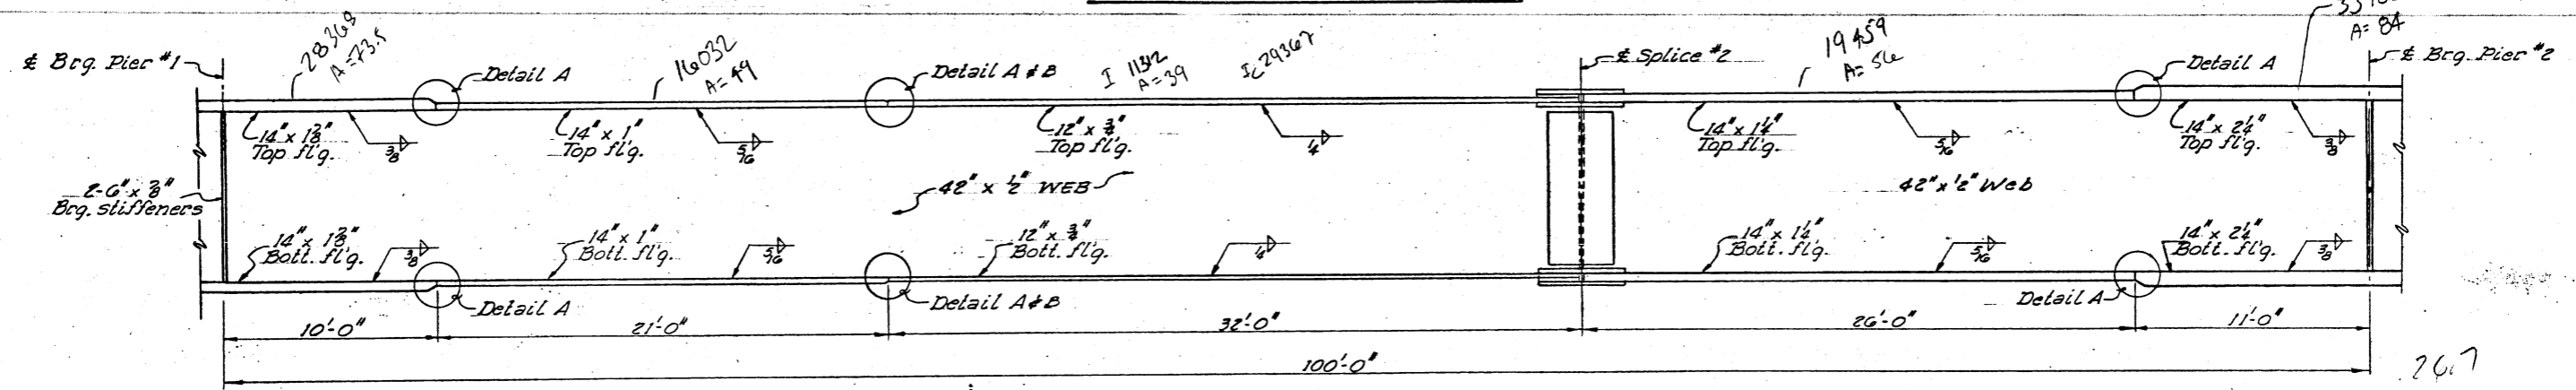 ℄ Brg. Pier #1
28368
A=73.5
Detail A
16032
A=49
Detail A & B
I 11312
A=39
29367
℄ Splice #2
19459
A=56
Detail A
A=84
℄ Brg. Pier #2
14" x 1⅞"
Top fl'g.
3/8
14" x 1"
Top fl'g.
5/16
12" x ¾"
Top fl'g.
1/4
14" x 1¼"
Top fl'g.
5/16
14" x 2¼"
Top fl'g.
3/8
2-6" x ⅞"
Brg. stiffeners
42" x ½" WEB
42" x ½" Web
14" x 1⅞"
Bott. fl'g.
3/8
14" x 1"
Bott. fl'g.
5/16
12" x ¾"
Bott. fl'g.
1/4
14" x 1¼"
Bott. fl'g.
5/16
14" x 2¼"
Bott. fl'g.
3/8
Detail A
Detail A & B
Detail A
10'-0"
21'-0"
32'-0"
26'-0"
11'-0"
100'-0"
267